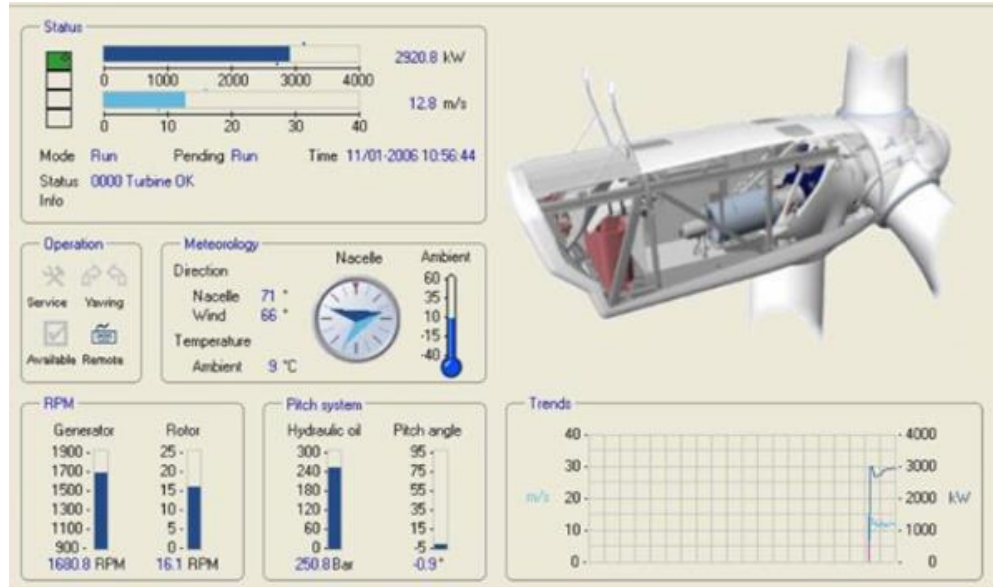 Status
2920.8 kW
0 1000 2000 3000 4000
12.8 m/s
0 10 20 30 40
Mode Run Pending Run Time 11/01-2006 10:56:44
Status 0000 Turbine OK
Info
Operation
Service Yawing
Available Remote
Meteorology
Direction
Nacelle 71 °
Wind 66 °
Temperature
Ambient 9 °C
Nacelle
Ambient
60
35
10
-15
-40
RPM
Generator
1900
1700
1500
1300
1100
900
1680.8 RPM
Rotor
25
20
15
10
5
0
16.1 RPM
Pitch system
Hydraulic oil
300
240
180
120
60
0
250.8 Bar
Pitch angle
95
75
55
35
15
-5
-0.9 °
Trends
m/s
40
30
20
10
0
4000
3000
2000
1000
0
kW